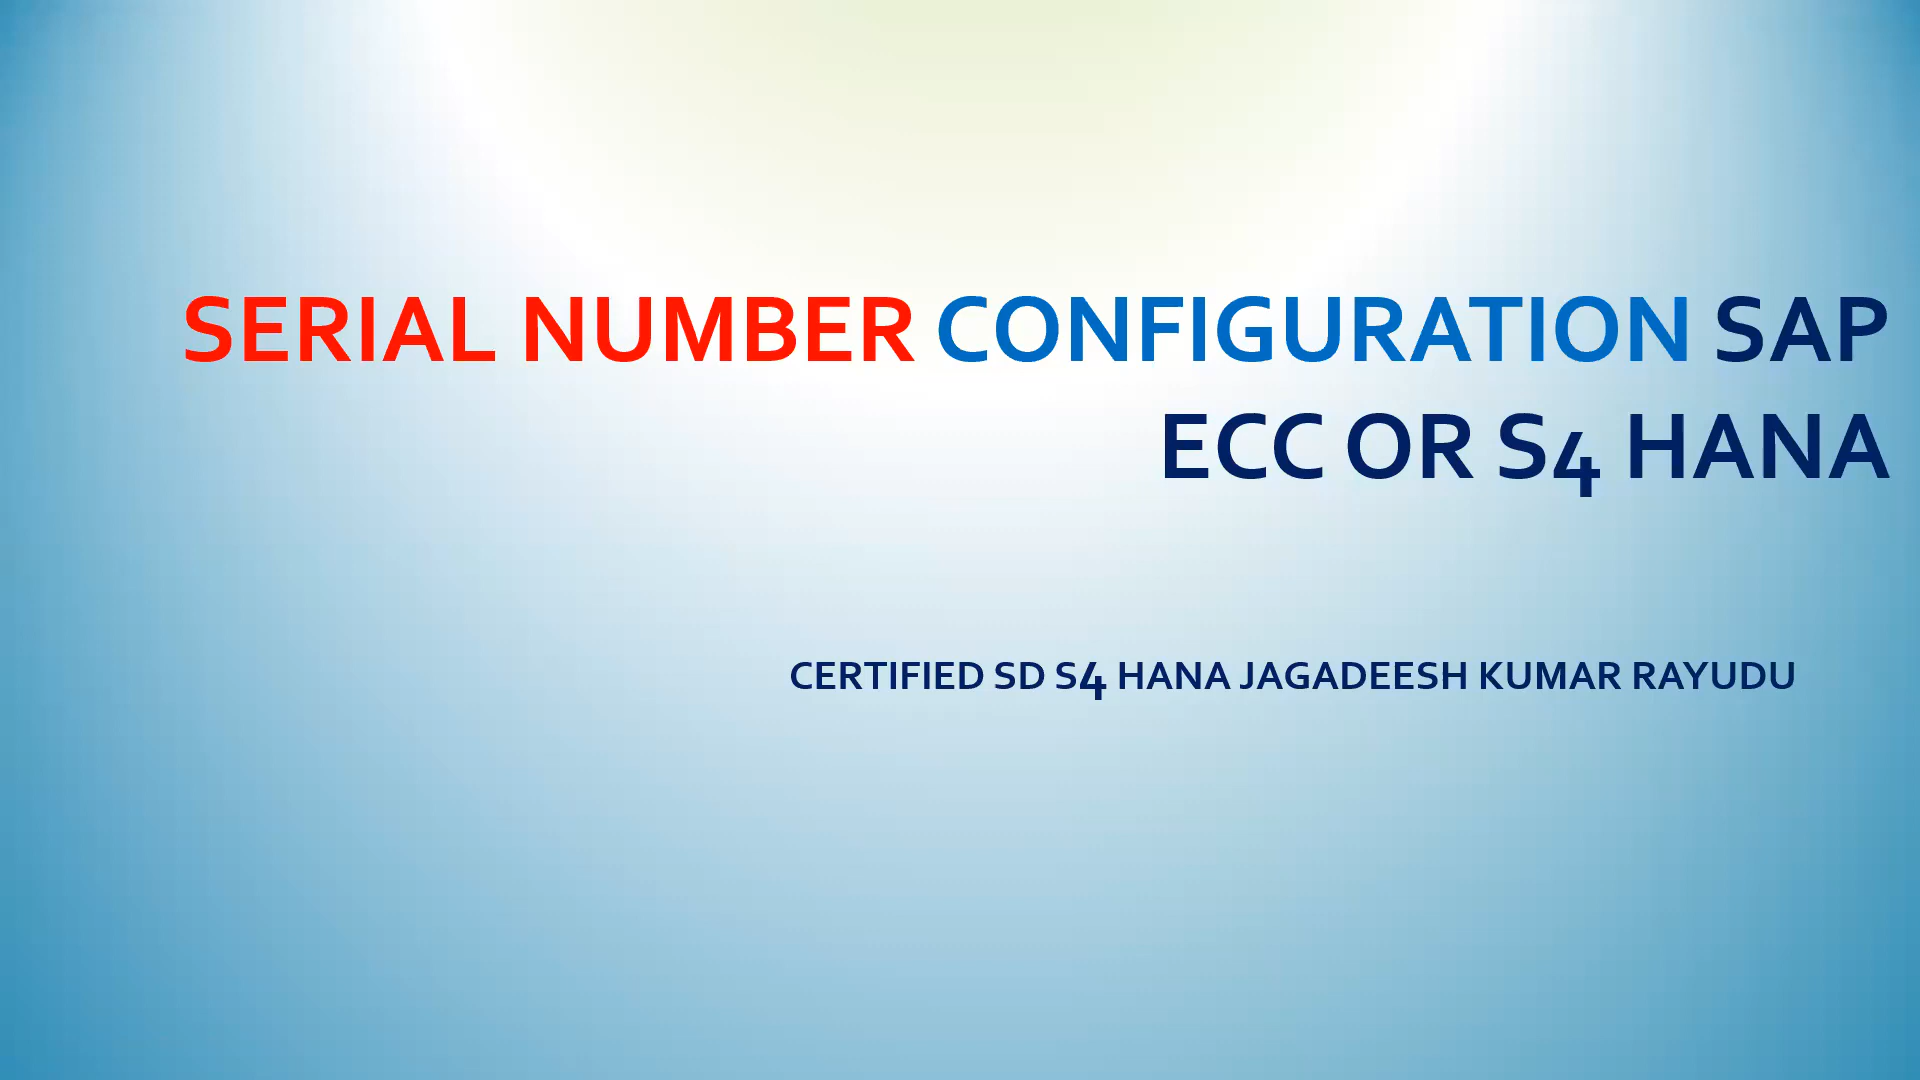 SERIAL NUMBER CONFIGURATION SAP
ECC OR S4 HANA
CERTIFIED SD S4 HANA JAGADEESH KUMAR RAYUDU